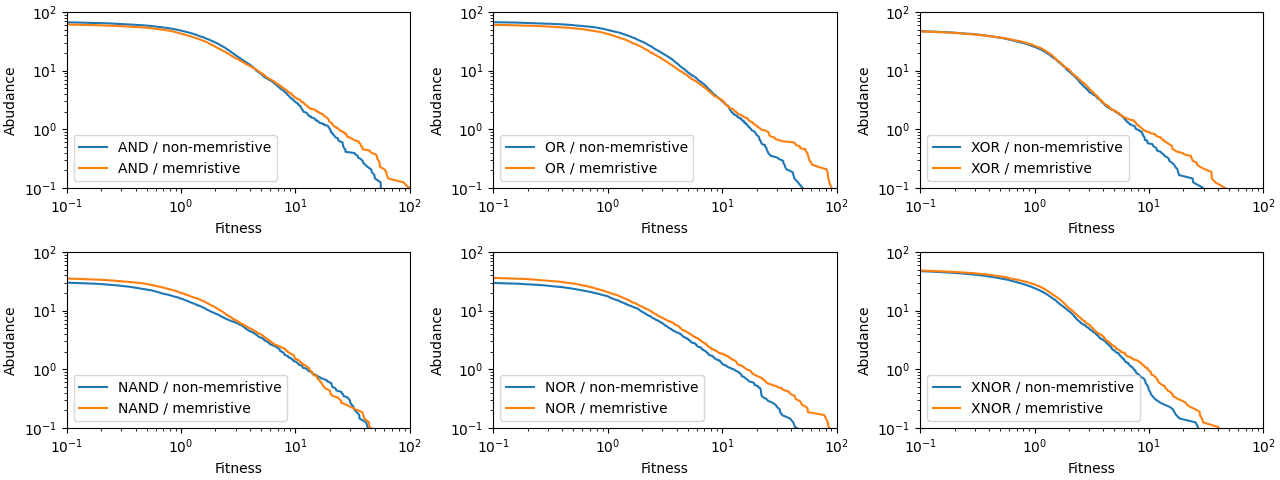 10² 10² 10²
Abudance 10¹ Abudance 10¹ Abudance 10¹
10⁰ 10⁰ 10⁰
AND / non-memristive OR / non-memristive XOR / non-memristive
AND / memristive OR / memristive XOR / memristive
10⁻¹ 10⁻¹ 10⁻¹
10⁻¹ 10⁰ 10¹ 10² 10⁻¹ 10⁰ 10¹ 10² 10⁻¹ 10⁰ 10¹ 10²
Fitness Fitness Fitness
10² 10² 10²
Abudance 10¹ Abudance 10¹ Abudance 10¹
10⁰ 10⁰ 10⁰
NAND / non-memristive NOR / non-memristive XNOR / non-memristive
NAND / memristive NOR / memristive XNOR / memristive
10⁻¹ 10⁻¹ 10⁻¹
10⁻¹ 10⁰ 10¹ 10² 10⁻¹ 10⁰ 10¹ 10² 10⁻¹ 10⁰ 10¹ 10²
Fitness Fitness Fitness